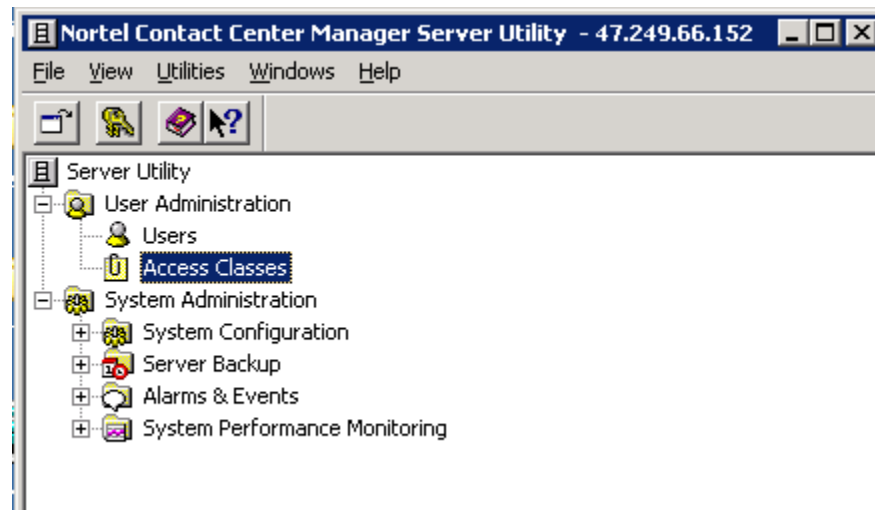 Nortel Contact Center Manager Server Utility - 47.249.66.152
File View Utilities Windows Help
Server Utility
User Administration
Users
Access Classes
System Administration
System Configuration
Server Backup
Alarms & Events
System Performance Monitoring